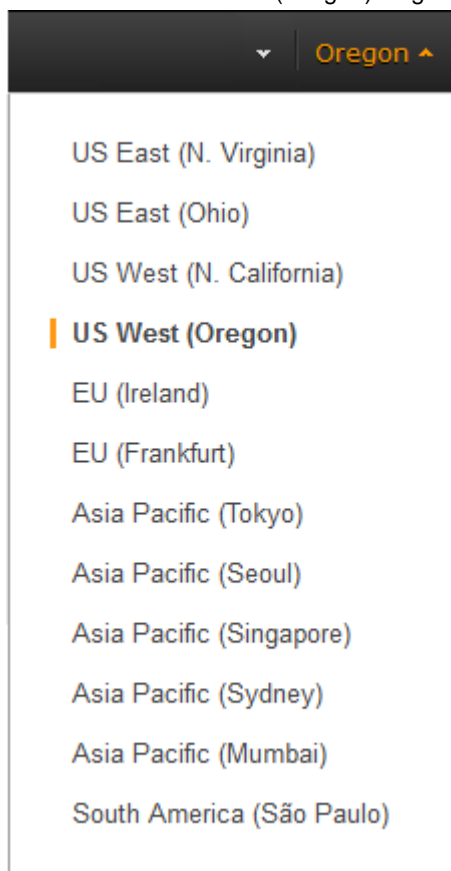 Oregon
US East (N. Virginia)
US East (Ohio)
US West (N. California)
US West (Oregon)
EU (Ireland)
EU (Frankfurt)
Asia Pacific (Tokyo)
Asia Pacific (Seoul)
Asia Pacific (Singapore)
Asia Pacific (Sydney)
Asia Pacific (Mumbai)
South America (São Paulo)